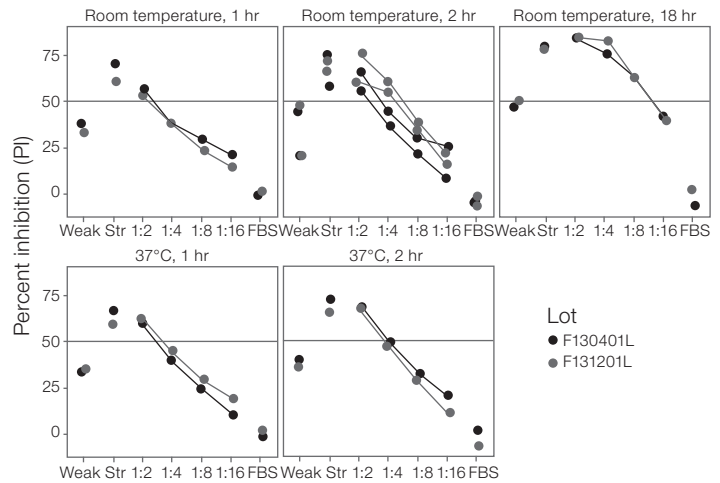 Room temperature, 1 hr
Room temperature, 2 hr
Room temperature, 18 hr
Percent inhibition (PI)
75
50
25
0
Weak Str 1:2 1:4 1:8 1:16 FBS
Weak Str 1:2 1:4 1:8 1:16 FBS
Weak Str 1:2 1:4 1:8 1:16 FBS
37°C, 1 hr
37°C, 2 hr
75
50
25
0
Weak Str 1:2 1:4 1:8 1:16 FBS
Weak Str 1:2 1:4 1:8 1:16 FBS
Lot
F130401L
F131201L